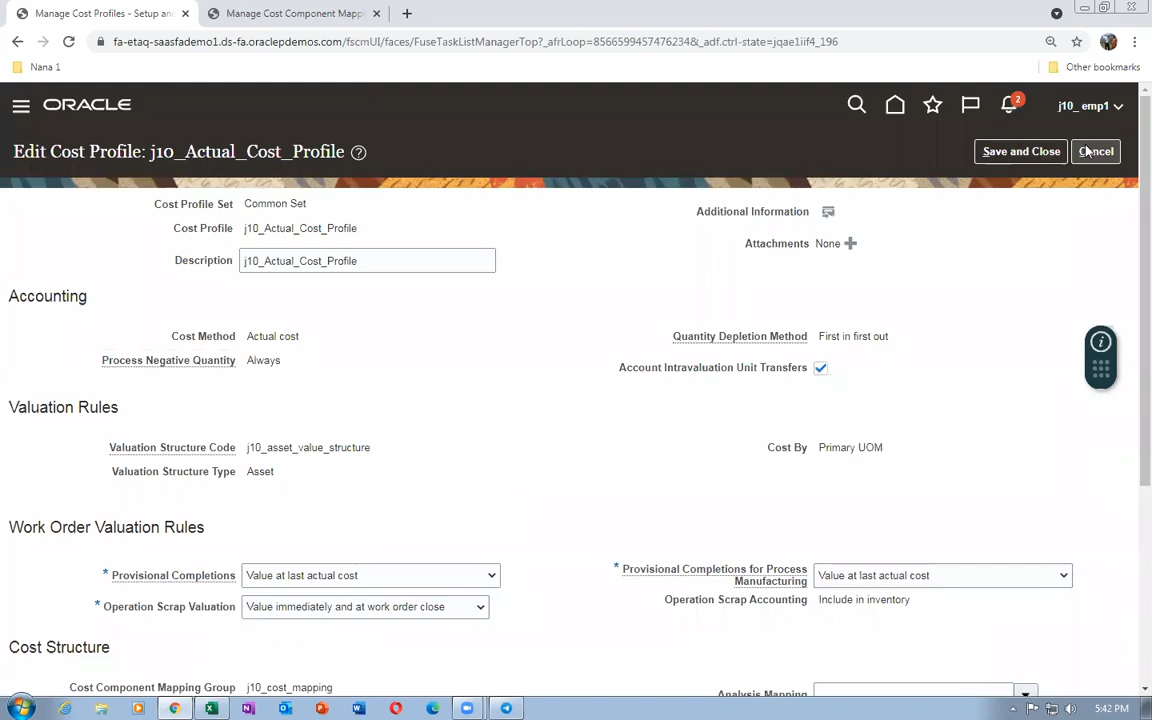 Manage Cost Profiles - Setup an
Manage Cost Component Mapp
fa-etaq-saasfademo1.ds-fa.oraclepdemos.com/fscmUI/faces/FuseTaskListManagerTop?_afrLoop=85665994574762​34&_adf.ctrl-state=jqae1iif4_196
Nana 1
Other bookmarks
ORACLE
2
j10_ emp1
Edit Cost Profile: j10_Actual_Cost_Profile
Save and Close
Cancel
Cost Profile Set Common Set
Additional Information
Cost Profile j10_Actual_Cost_Profile
Attachments None
Description j10_Actual_Cost_Profile
Accounting
Cost Method Actual cost
Quantity Depletion Method First in first out
Process Negative Quantity Always
Account Intravaluation Unit Transfers
Valuation Rules
Valuation Structure Code j10_asset_value_structure
Cost By Primary UOM
Valuation Structure Type Asset
Work Order Valuation Rules
* Provisional Completions Value at last actual cost
* Provisional Completions for Process Manufacturing Value at last actual cost
* Operation Scrap Valuation Value immediately and at work order close
Operation Scrap Accounting Include in inventory
Cost Structure
Cost Component Mapping Group j10_cost_mapping
Analysis Mapping
5:42 PM